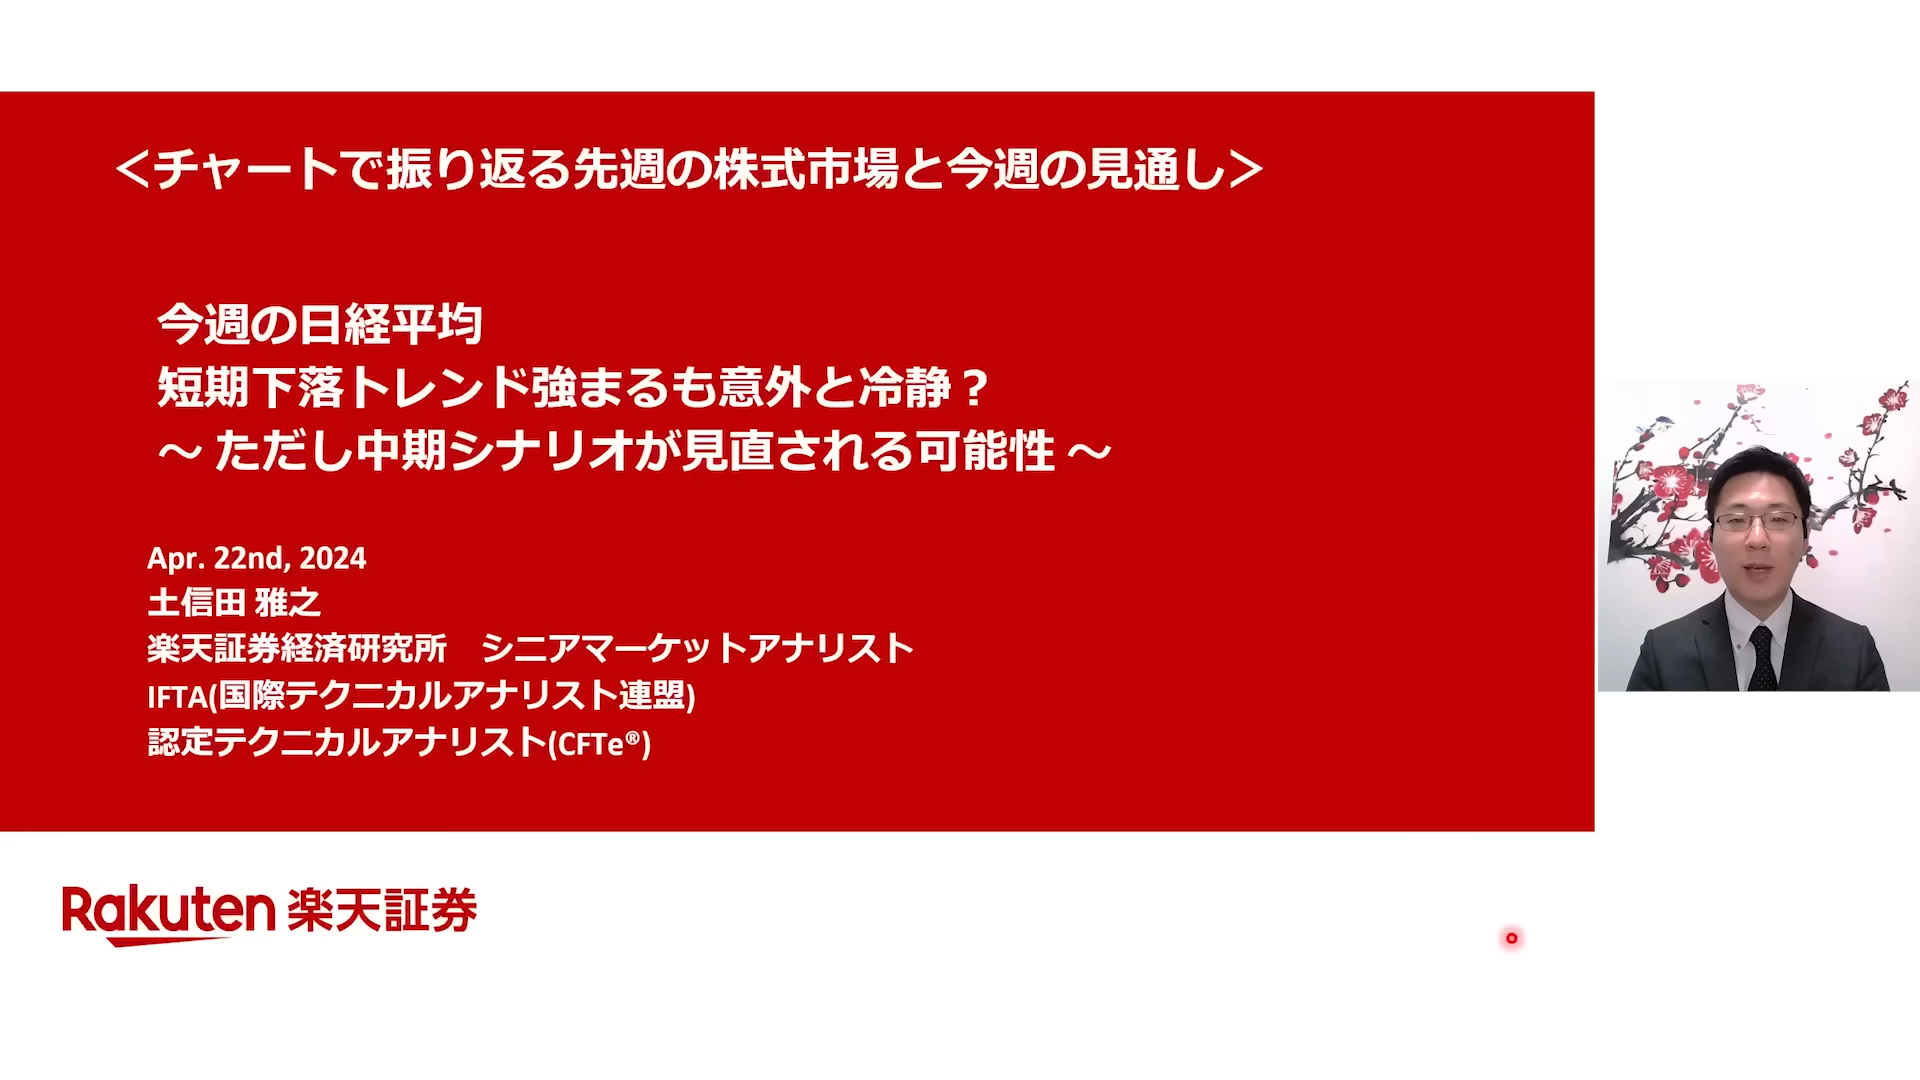 ＜チャートで振り返る先週の株式市場と今週の見通し＞
今週の日経平均
短期下落トレンド強まるも意外と冷静？
～ ただし中期シナリオが見直される可能性 ～
Apr. 22nd, 2024
土信田 雅之
楽天証券経済研究所　シニアマーケットアナリスト
IFTA(国際テクニカルアナリスト連盟)
認定テクニカルアナリスト(CFTe®)
Rakuten 楽天証券